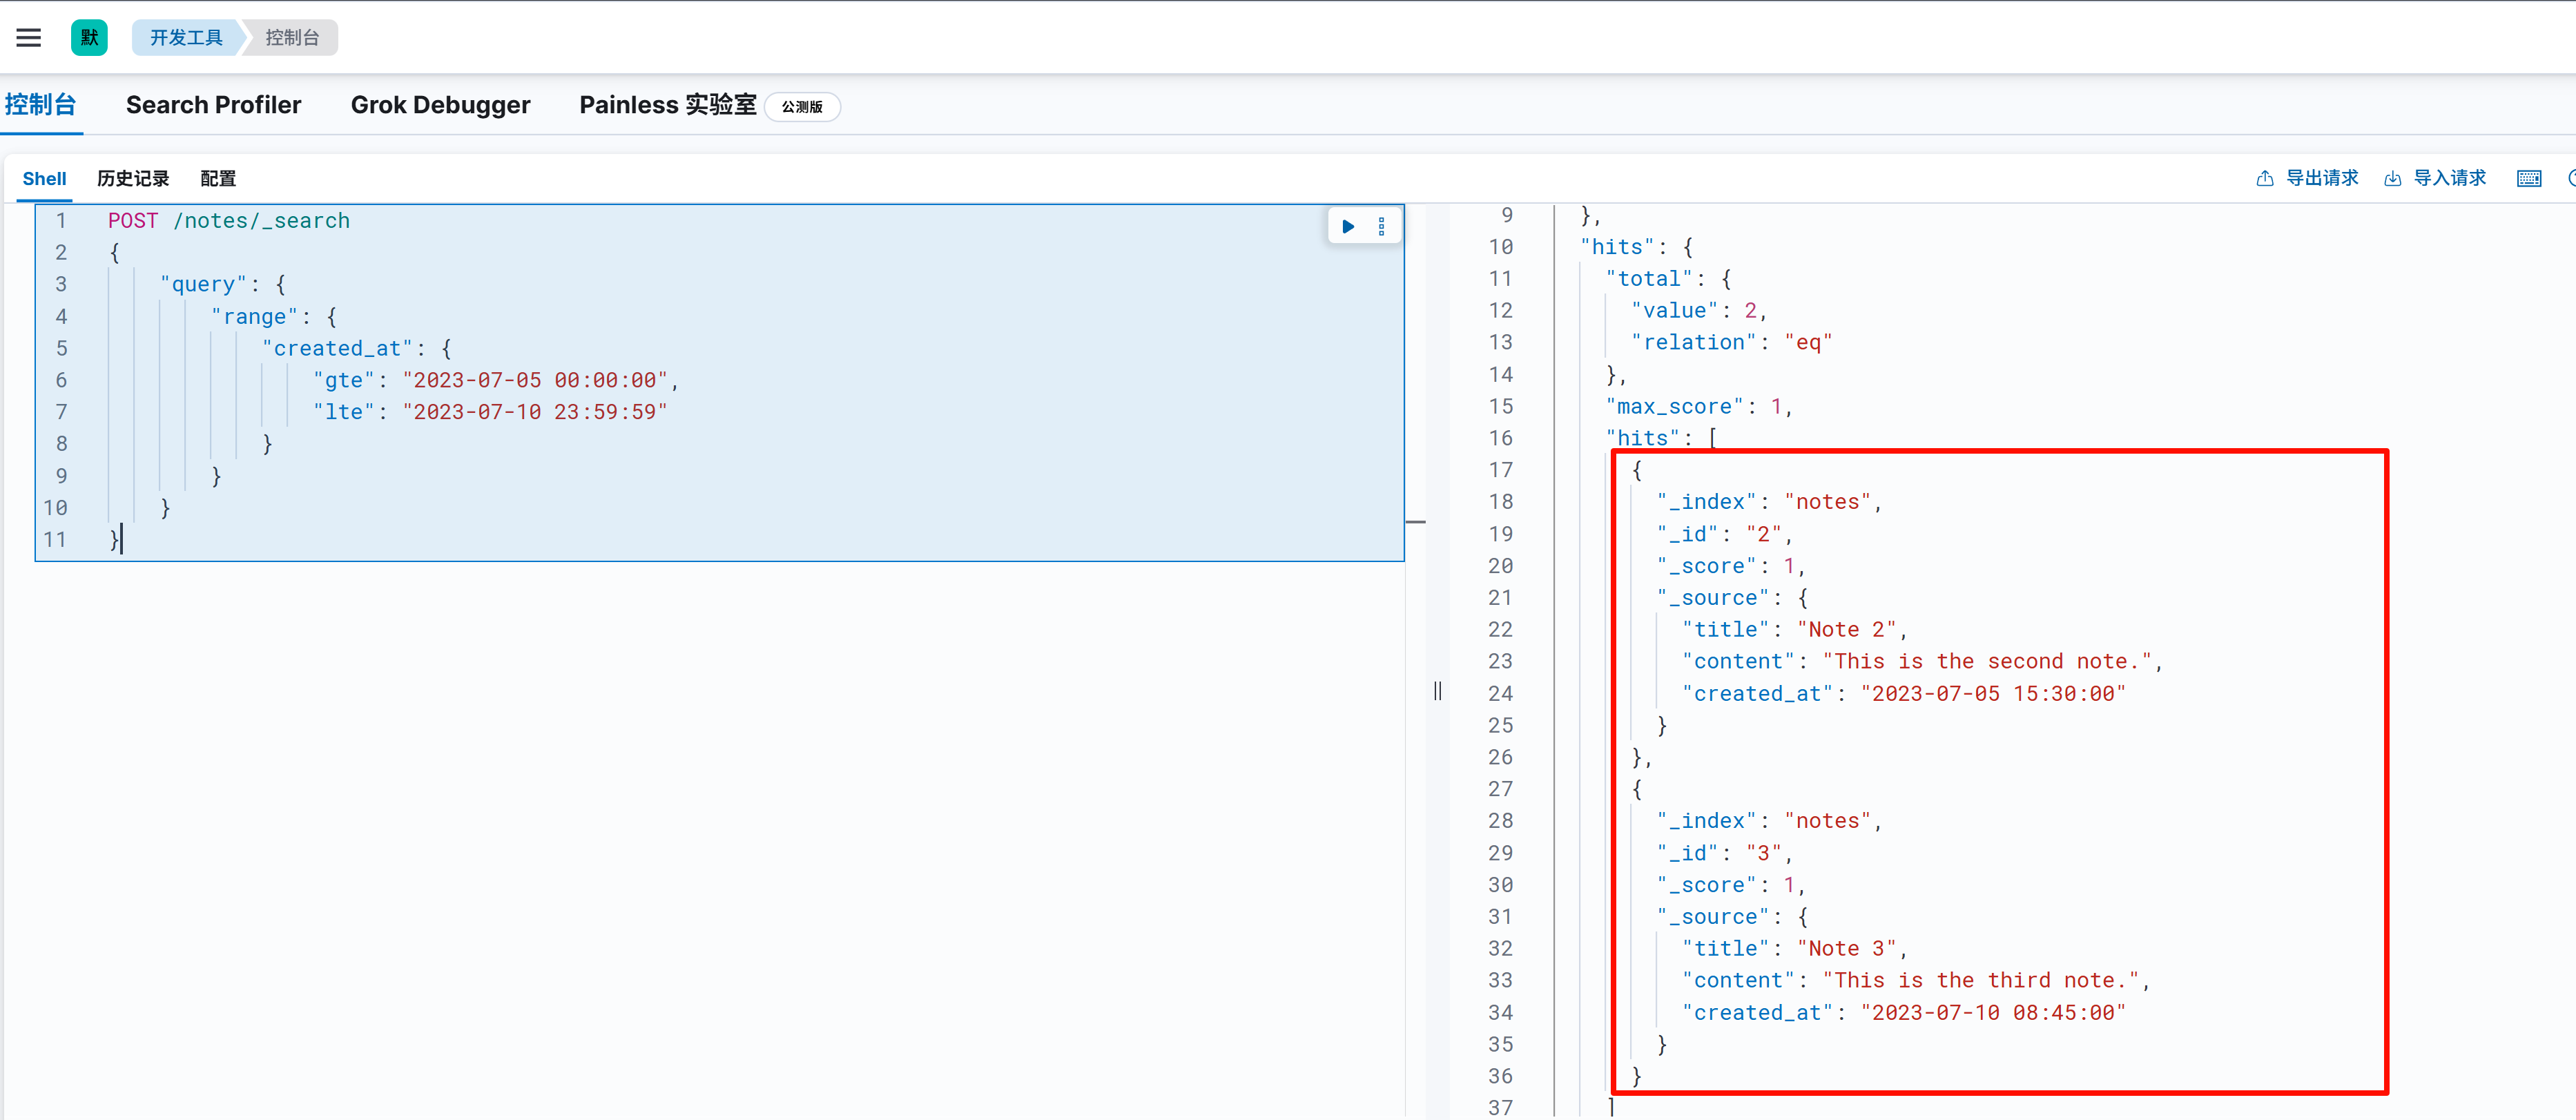 默 开发工具 控制台
控制台 Search Profiler Grok Debugger Painless 实验室 公测版
Shell 历史记录 配置 导出请求 导入请求
1 POST /notes/_search
2 {
3 "query": {
4 "range": {
5 "created_at": {
6 "gte": "2023-07-05 00:00:00",
7 "lte": "2023-07-10 23:59:59"
8 }
9 }
10 }
11 }
9 },
10 "hits": {
11 "total": {
12 "value": 2,
13 "relation": "eq"
14 },
15 "max_score": 1,
16 "hits": [
17 {
18 "_index": "notes",
19 "_id": "2",
20 "_score": 1,
21 "_source": {
22 "title": "Note 2",
23 "content": "This is the second note.",
24 "created_at": "2023-07-05 15:30:00"
25 }
26 },
27 {
28 "_index": "notes",
29 "_id": "3",
30 "_score": 1,
31 "_source": {
32 "title": "Note 3",
33 "content": "This is the third note.",
34 "created_at": "2023-07-10 08:45:00"
35 }
36 }
37 ]